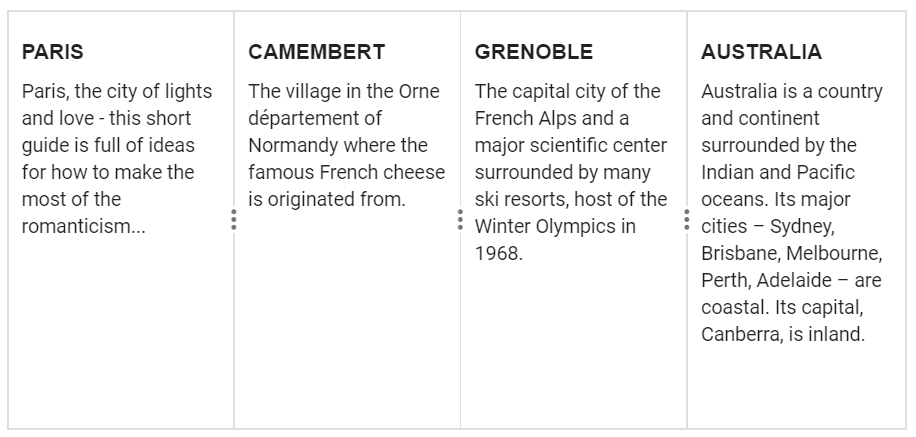 PARIS
Paris, the city of lights
and love - this short
guide is full of ideas
for how to make the
most of the
romanticism...
CAMEMBERT
The village in the Orne
département of
Normandy where the
famous French cheese
is originated from.
GRENOBLE
The capital city of the
French Alps and a
major scientific center
surrounded by many
ski resorts, host of the
Winter Olympics in
1968.
AUSTRALIA
Australia is a country
and continent
surrounded by the
Indian and Pacific
oceans. Its major
cities – Sydney,
Brisbane, Melbourne,
Perth, Adelaide – are
coastal. Its capital,
Canberra, is inland.